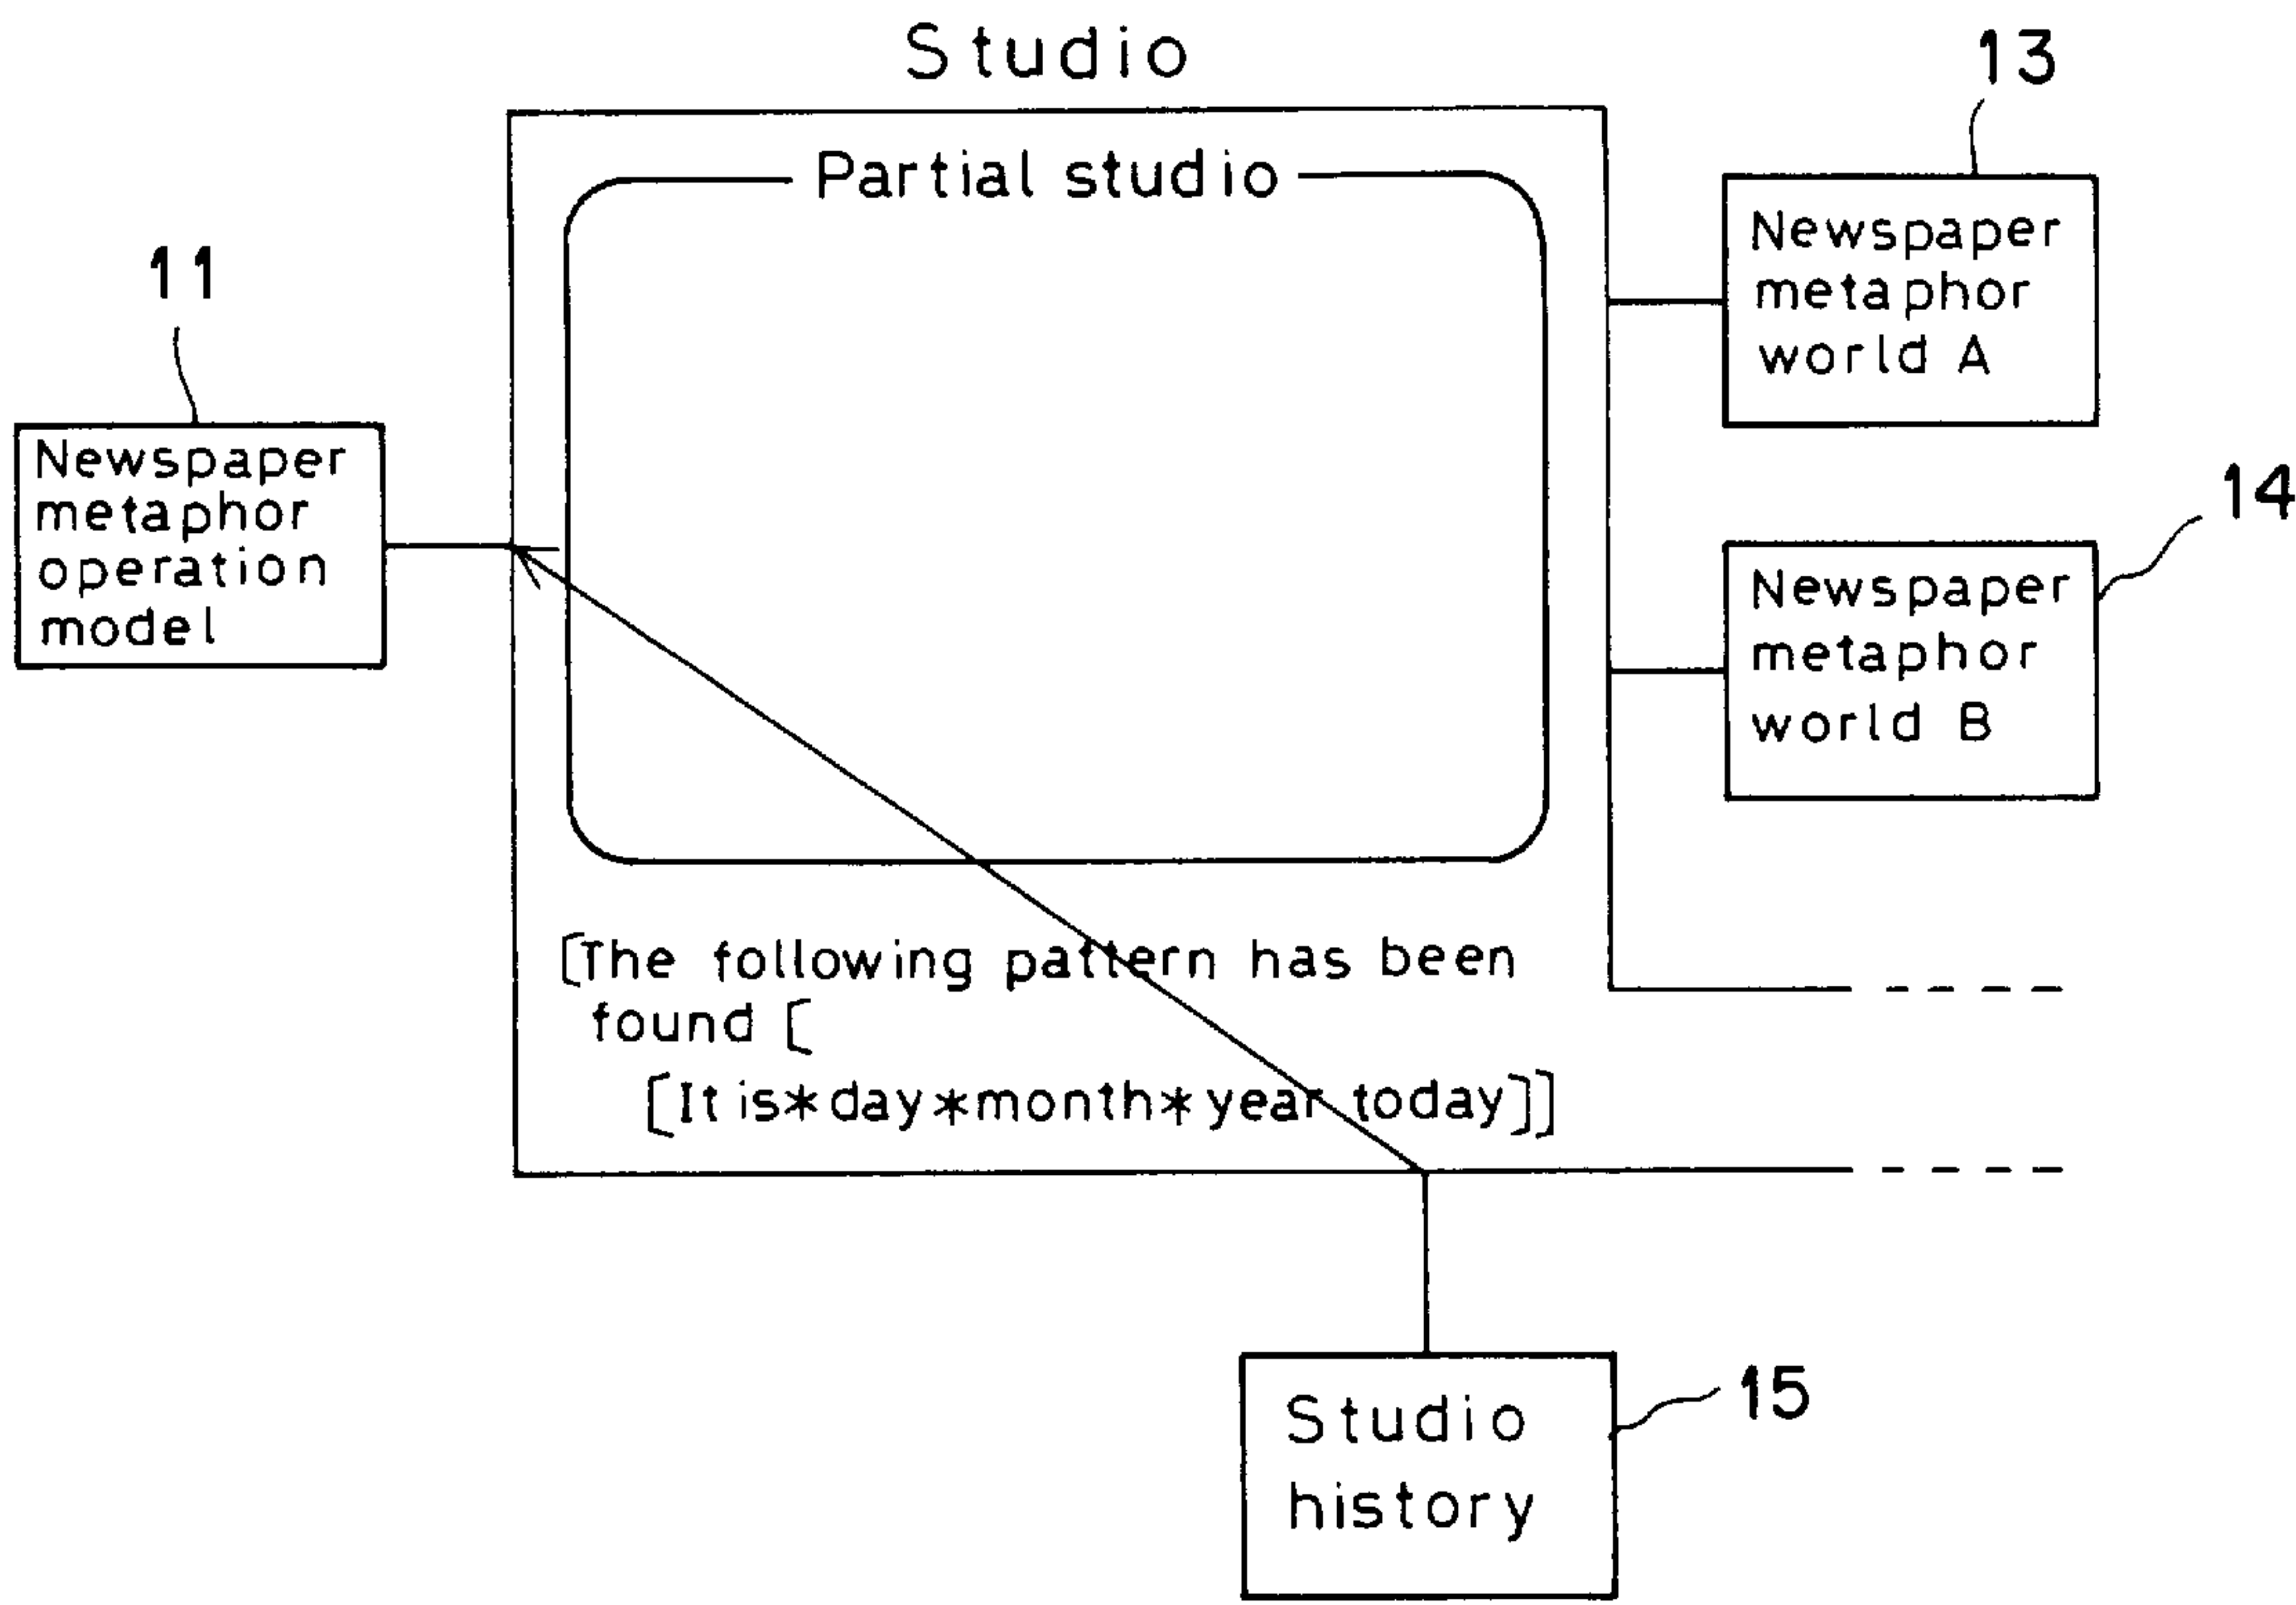 Studio
13
Partial studio
Newspaper
metaphor
world A
11
Newspaper
metaphor
operation
model
14
Newspaper
metaphor
world B
[The following pattern has been
found [
[It is*day*month*year today]]
15
Studio
history